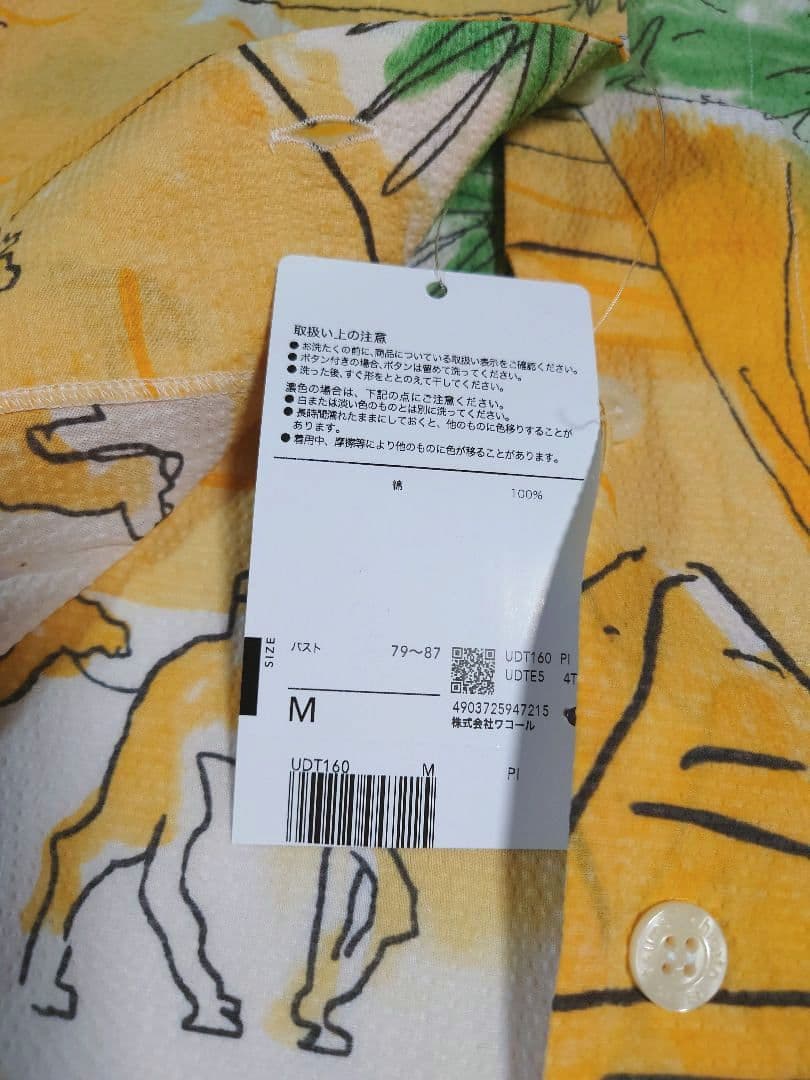 取扱い上の注意
●お洗たくの前に、商品についている取扱い表示をご確認ください。
●ボタン付きの場合、ボタンは留めて洗ってください。
●洗った後、すぐ形をととのえて干してください。
濃色の場合は、下記の点にご注意ください。
●白または淡い色のものとは別に洗ってください。
●長時間濡れたままにしておくと、他のものに色移りすることが
あります。
●着用中、摩擦等により他のものに色が移ることがあります。
綿 100%
SIZE
バスト 79〜87
M
UDT160 PI
UDTE5 4T
4903725947215
株式会社ワコール
UDT160 M PI